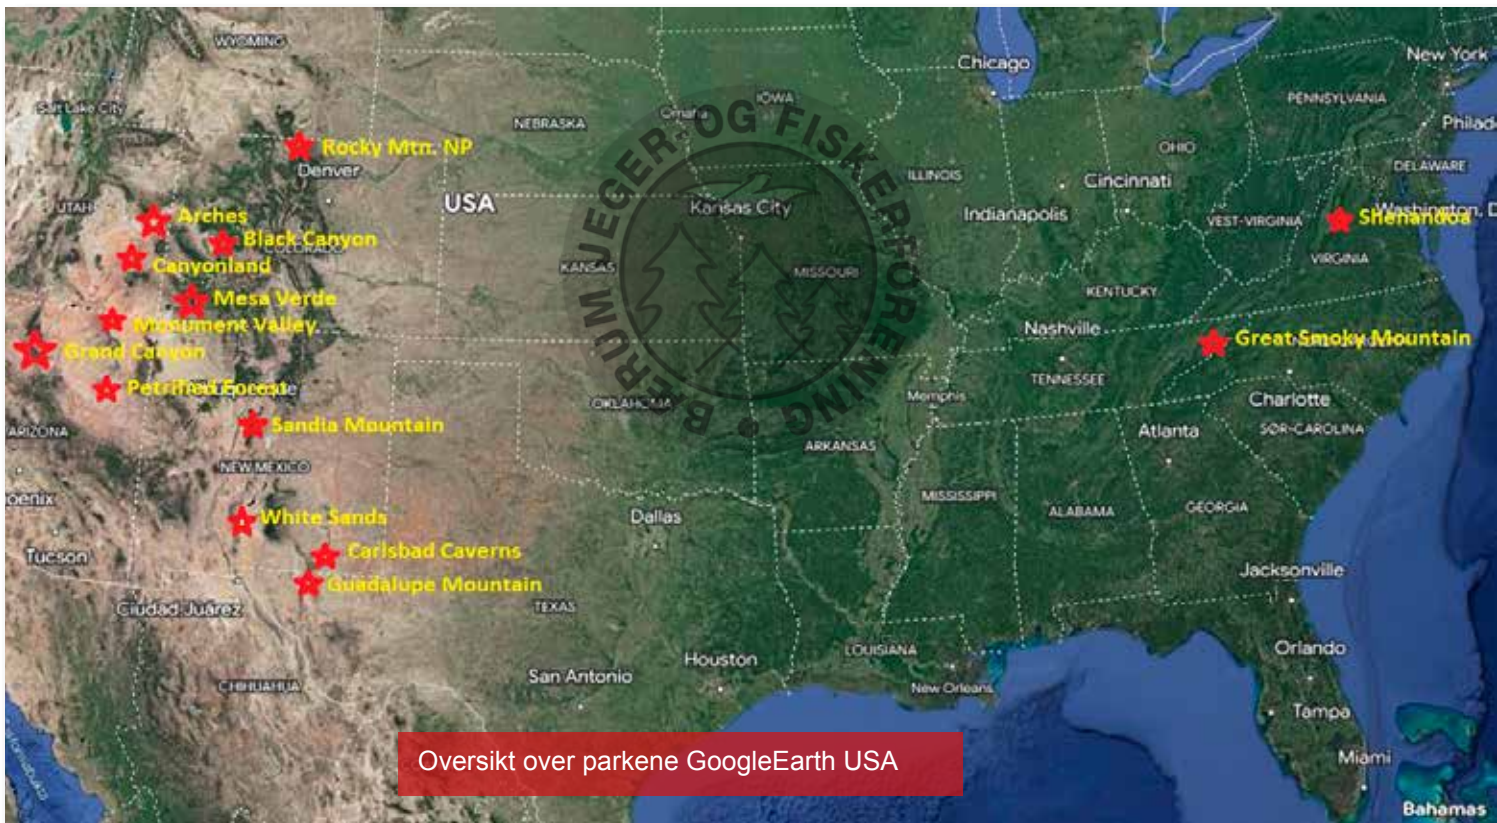 WYOMING
Chicago
New York
Salt Lake City
IOWA
PENNSYLVANIA
Omaha
NEBRASKA
Philad
Rocky Mtn. NP
OHIO
DELAWARE
Denver
ILLINOIS
Cincinnati
UTAH
USA
Kansas City
Indianapolis
Arches
VEST-VIRGINIA
Shenandoa
Washington, D
Black Canyon
COLORADO
Canyonland
KANSAS
MISSOURI
VIRGINIA
BÆRUM JEGER- OG FISKERFORENING
Mesa Verde
KENTUCKY
Monument Valley
Nashville
Great Smoky Mountain
Grand Canyon
TENNESSEE
Petrified Forest
Memphis
Charlotte
OKLAHOMA
ARIZONA
Sandia Mountain
Atlanta
SØR-CAROLINA
ARKANSAS
NEW MEXICO
oenix
MISSISSIPPI
ALABAMA
GEORGIA
White Sands
Dallas
Tucson
Carlsbad Caverns
Guadalupe Mountain
Jacksonville
Ciudad Juárez
TEXAS
LOUISIANA
Orlando
Houston
San Antonio
CHIHUAHUA
New Orleans
Tampa
Oversikt over parkene GoogleEarth USA
Miami
Bahamas